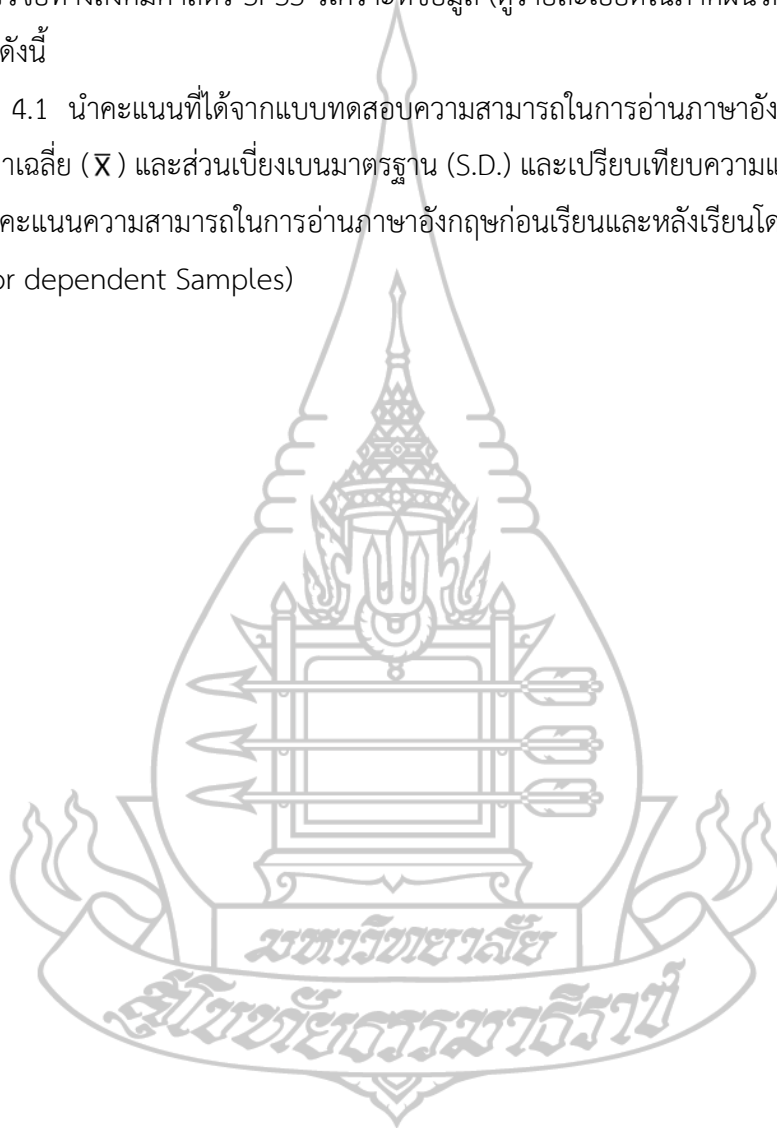 ดังนี้
4.1 นำคะแนนที่ได้จากแบบทดสอบความสามารถในการอ่านภาษาอัง
าเฉลี่ย (x̄) และส่วนเบี่ยงเบนมาตรฐาน (S.D.) และเปรียบเทียบความแ
คะแนนความสามารถในการอ่านภาษาอังกฤษก่อนเรียนและหลังเรียนโด
or dependent Samples)
มหาวิทยาลัย
สุโขทัยธรรมาธิราช